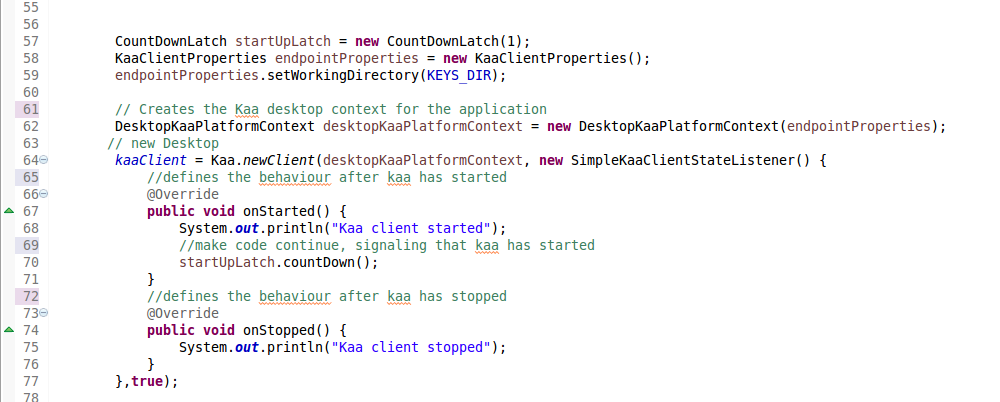 55
56
57 CountDownLatch startUpLatch = new CountDownLatch(1);
58 KaaClientProperties endpointProperties = new KaaClientProperties();
59 endpointProperties.setWorkingDirectory(KEYS_DIR);
60
61 // Creates the Kaa desktop context for the application
62 DesktopKaaPlatformContext desktopKaaPlatformContext = new DesktopKaaPlatformContext(endpointProperties);
63 // new Desktop
64 kaaClient = Kaa.newClient(desktopKaaPlatformContext, new SimpleKaaClientStateListener() {
65 //defines the behaviour after kaa has started
66 @Override
67 public void onStarted() {
68 System.out.println("Kaa client started");
69 //make code continue, signaling that kaa has started
70 startUpLatch.countDown();
71 }
72 //defines the behaviour after kaa has stopped
73 @Override
74 public void onStopped() {
75 System.out.println("Kaa client stopped");
76 }
77 },true);
78